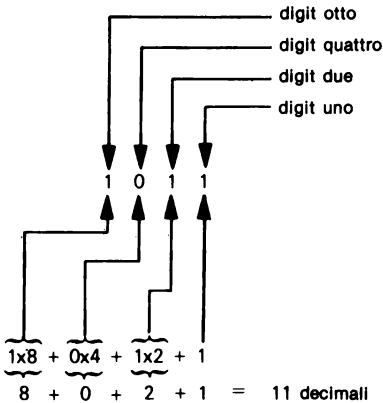 digit otto
digit quattro
digit due
digit uno
1 0 1 1
1x8 + 0x4 + 1x2 + 1
8 + 0 + 2 + 1 = 11 decimali